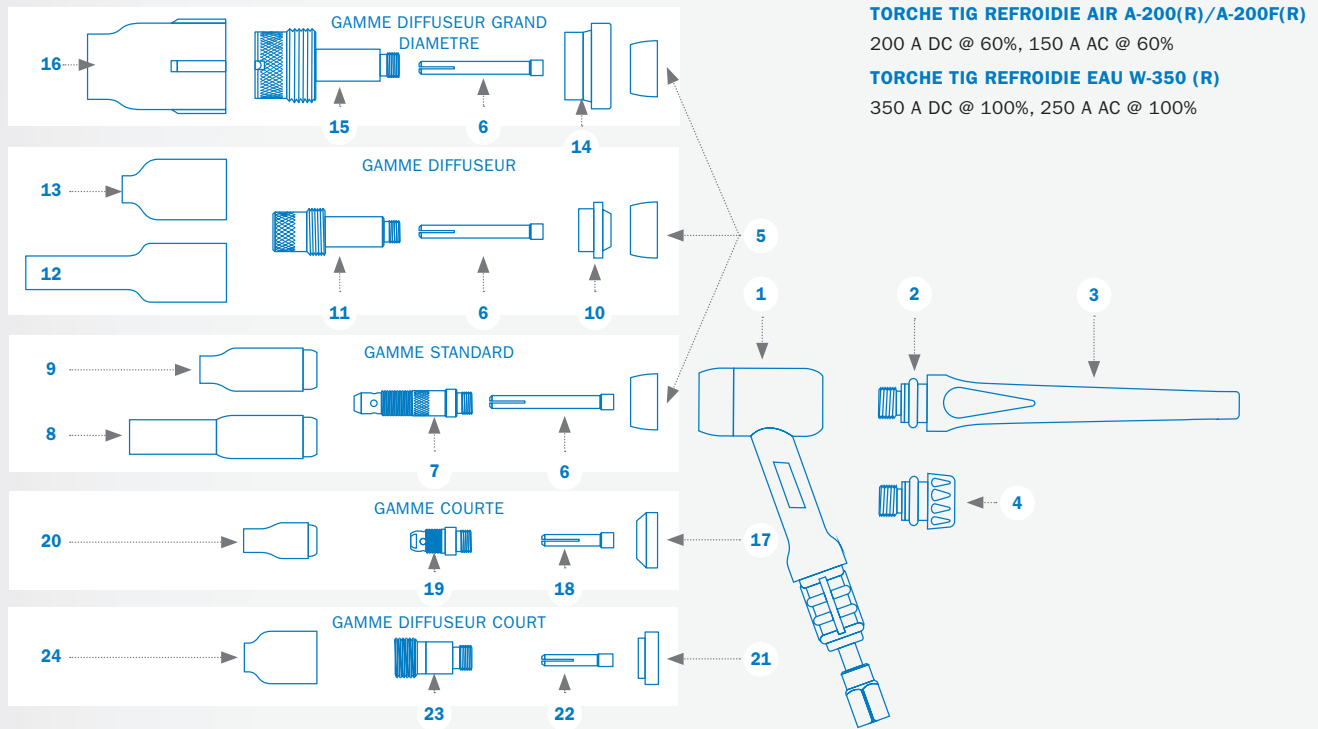 GAMME DIFFUSEUR GRAND
DIAMETRE
16
15
6
14
GAMME DIFFUSEUR
13
12
11
6
10
5
GAMME STANDARD
9
8
7
6
GAMME COURTE
20
19
18
17
GAMME DIFFUSEUR COURT
24
23
22
21
TORCHE TIG REFROIDIE AIR A-200(R)/A-200F(R)
200 A DC @ 60%, 150 A AC @ 60%
TORCHE TIG REFROIDIE EAU W-350 (R)
350 A DC @ 100%, 250 A AC @ 100%
1
2
3
4